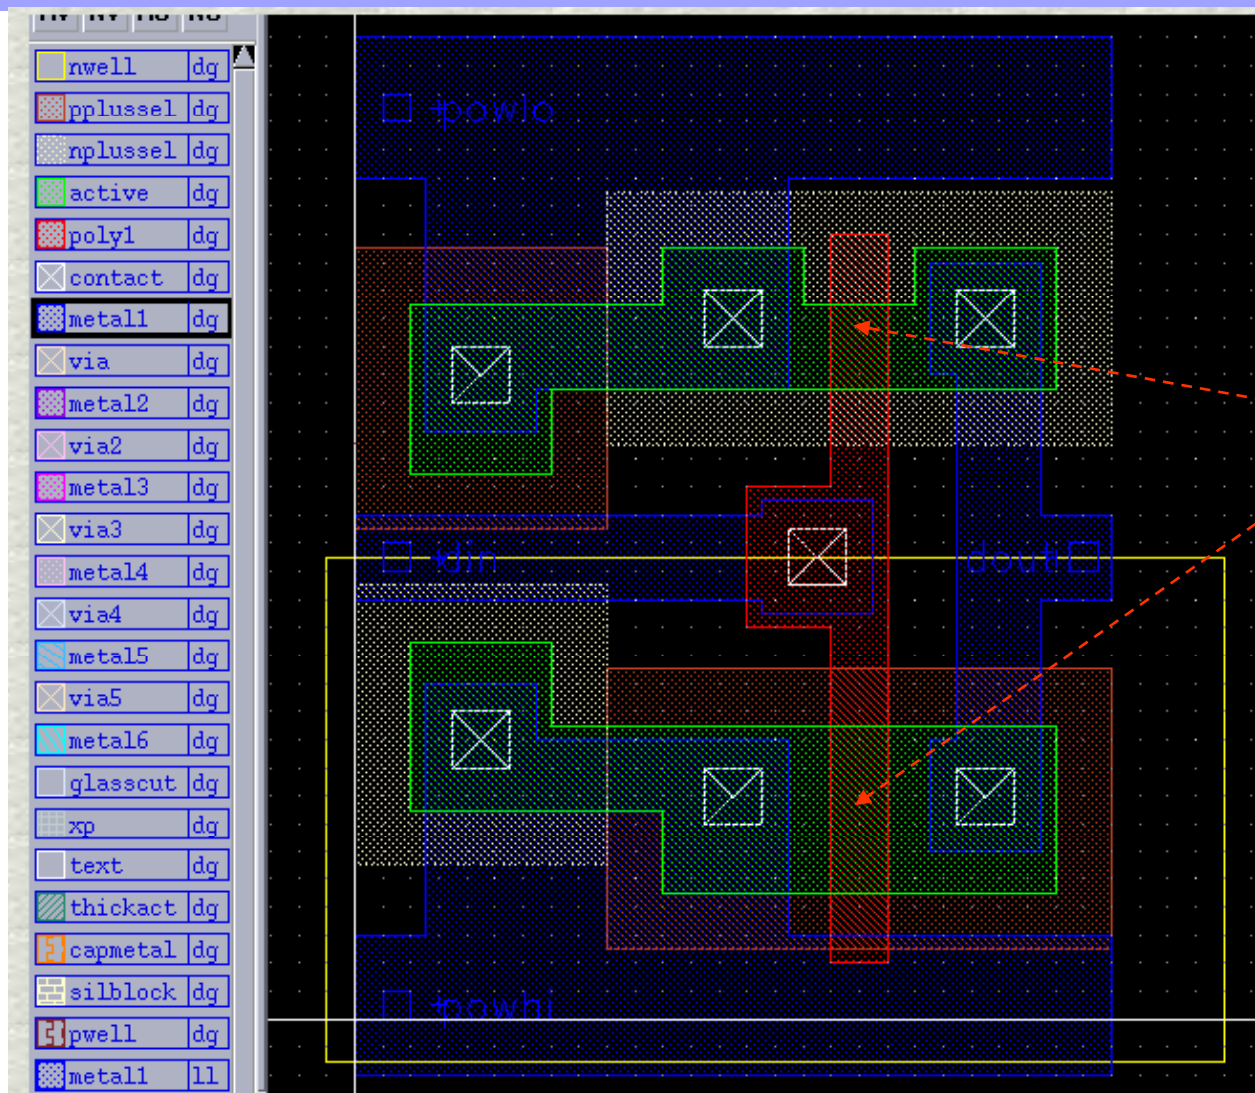 nwell dg
pplussel dg
nplussel dg
active dg
poly1 dg
contact dg
metal1 dg
via dg
metal2 dg
via2 dg
metal3 dg
via3 dg
metal4 dg
via4 dg
metal5 dg
via5 dg
metal6 dg
glasscut dg
xp dg
text dg
thickact dg
capmetal dg
silblock dg
pwell dg
metal1 ll
+powlo
+din
dout+
+powhi